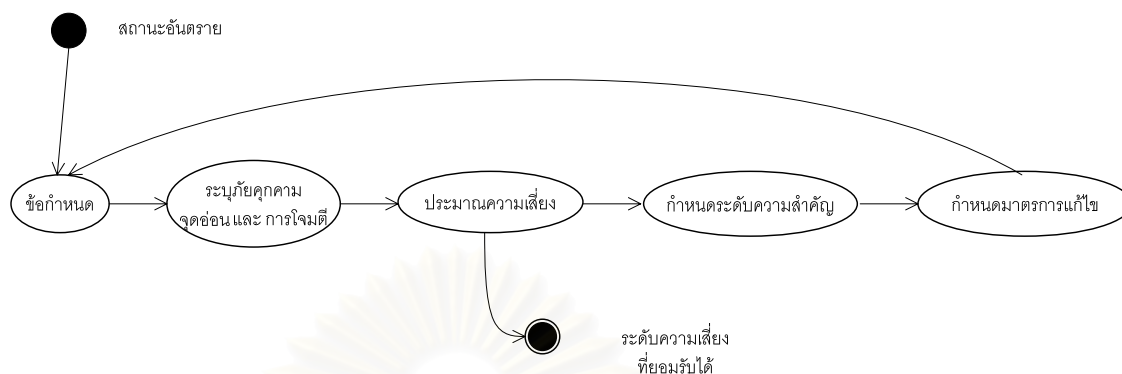 สถานะอันตราย
ข้อกำหนด
ระบุภัยคุกคาม
จุดอ่อน และ การโจมตี
ประมาณความเสี่ยง
กำหนดระดับความสำคัญ
กำหนดมาตรการแก้ไข
ระดับความเสี่ยง
ที่ยอมรับได้